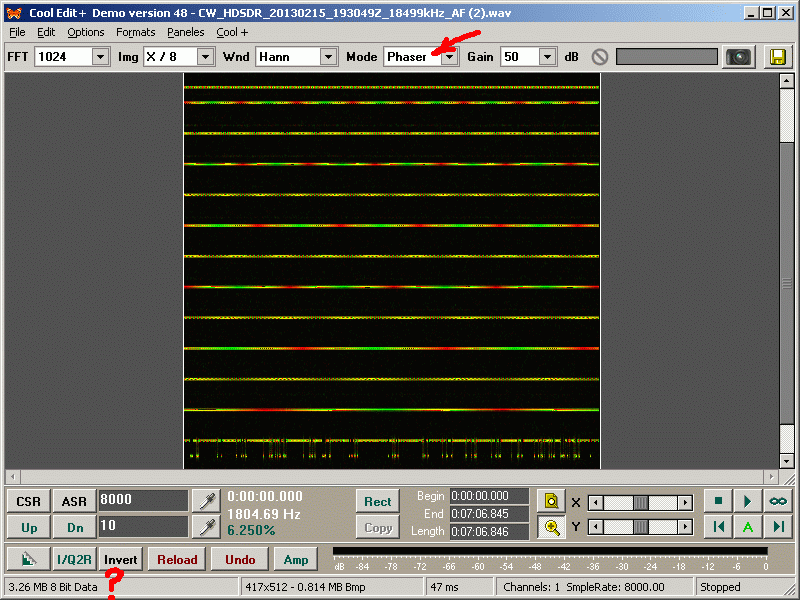 Cool Edit+ Demo version 48 - CW_HDSDR_20130215_193049Z_18499kHz_AF (2).wav
File Edit Options Formats Paneles Cool +
FFT 1024 Img X / 8 Wnd Hann Mode Phaser Gain 50 dB
CSR ASR 8000 0:00:00.000 Rect Begin 0:00:00.000 X
1804.69 Hz End 0:07:06.845
Up Dn 10 6.250% Copy Length 0:07:06.846 Y A
I/Q2R Invert Reload Undo Amp
dB -84 -78 -72 -66 -60 -54 -48 -42 -36 -30 -24 -18 -12 -6 0
?
3.26 MB 8 Bit Data 417x512 - 0.814 MB Bmp 47 ms Channels: 1 SmpleRate: 8000.00 Stopped